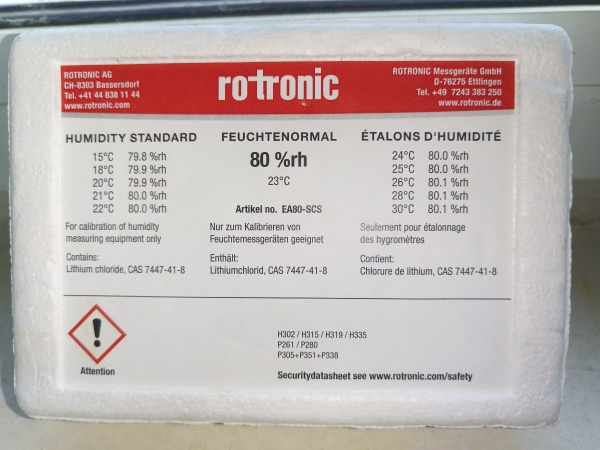 ROTRONIC AG
CH-8303 Bassersdorf
Tel. +41 44 838 11 44
www.rotronic.com
rotronic
ROTRONIC Messgeräte GmbH
D-76275 Ettlingen
Tel. +49 7243 383 250
www.rotronic.de
HUMIDITY STANDARD
15°C 79.8 %rh
18°C 79.9 %rh
20°C 79.9 %rh
21°C 80.0 %rh
22°C 80.0 %rh
For calibration of humidity
measuring equipment only
Contains:
Lithium chloride, CAS 7447-41-8
FEUCHTENORMAL
80 %rh
23°C
Artikel no. EA80-SCS
Nur zum Kalibrieren von
Feuchtemessgeräten geeignet
Enthält:
Lithiumchlorid, CAS 7447-41-8
ÉTALONS D'HUMIDITÉ
24°C 80.0 %rh
25°C 80.0 %rh
26°C 80.1 %rh
28°C 80.1 %rh
30°C 80.1 %rh
Seulement pour étalonnage
des hygromètres
Contient:
Chlorure de lithium, CAS 7447-41-8
Attention
H302 / H315 / H319 / H335
P261 / P280
P305+P351+P338
Securitydatasheet see www.rotronic.com/safety